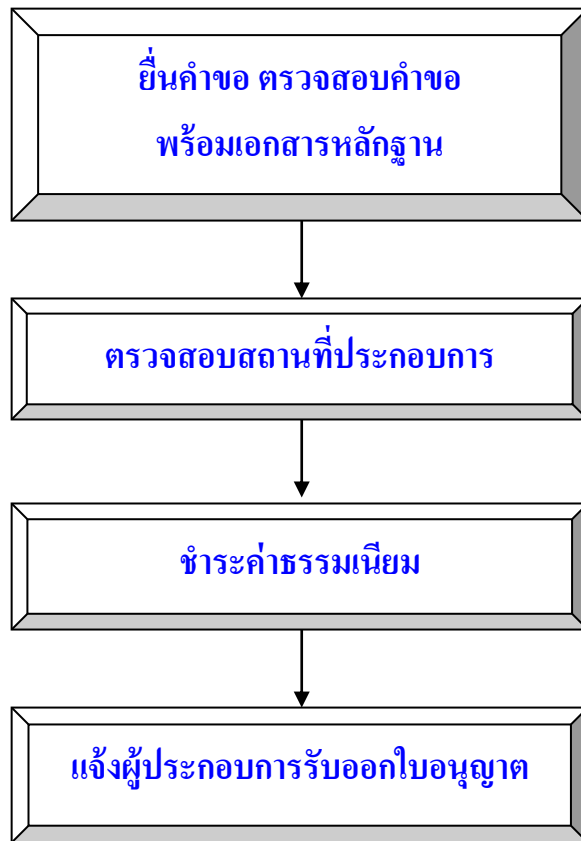 ยื่นคำขอ ตรวจสอบคำขอ
พร้อมเอกสารหลักฐาน
ตรวจสอบสถานที่ประกอบการ
ชำระค่าธรรมเนียม
แจ้งผู้ประกอบการรับออกใบอนุญาต